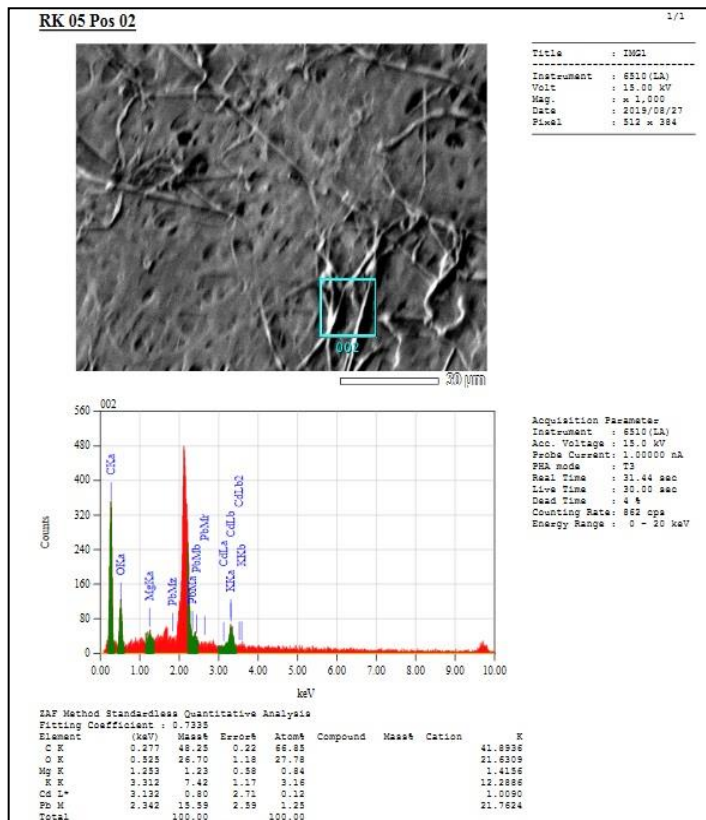 RK 05 Pos 02
1/1
Title : IMG1
Instrument : 6510(LA)
Volt : 15.00 kV
Mag. : x 1,000
Date : 2019/08/27
Pixel : 512 x 384
002
30 µm
002
560
480
400
320
240
160
80
0
Counts
CKa
OKa
MgKa
PbMz
PbMa
PbMb
PbMr
CdLa
KKa
CdLb
KKb
CdLb2
0.00 1.00 2.00 3.00 4.00 5.00 6.00 7.00 8.00 9.00 10.00
keV
Acquisition Parameter
Instrument : 6510(LA)
Acc. Voltage : 15.0 kV
Probe Current: 1.00000 nA
PHA mode : T3
Real Time : 31.44 sec
Live Time : 30.00 sec
Dead Time : 4 %
Counting Rate: 862 cps
Energy Range : 0 - 20 keV
ZAF Method Standardless Quantitative Analysis
Fitting Coefficient : 0.7335
Element (keV) Mass% Error% Atom% Compound Mass% Cation K
C K 0.277 48.25 0.22 66.85 41.8936
O K 0.525 26.70 1.18 27.78 21.6309
Mg K 1.253 1.23 0.58 0.84 1.4156
K K 3.312 7.42 1.17 3.16 12.2886
Cd L* 3.132 0.80 2.71 0.12 1.0090
Pb M 2.342 15.59 2.59 1.25 21.7624
Total 100.00 100.00